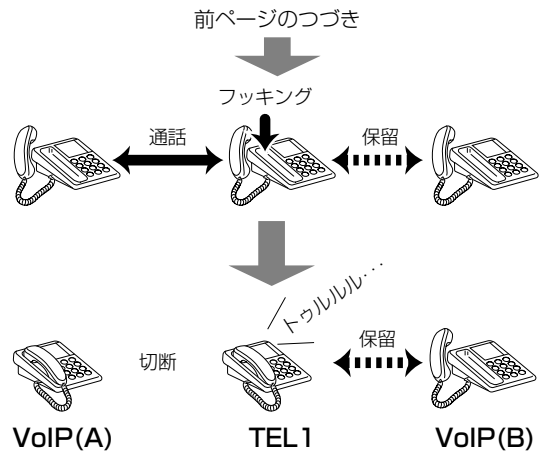 前ページのつづき
フッキング
通話
保留
トゥルルルル･･･
切断
保留
VoIP(A)
TEL1
VoIP(B)